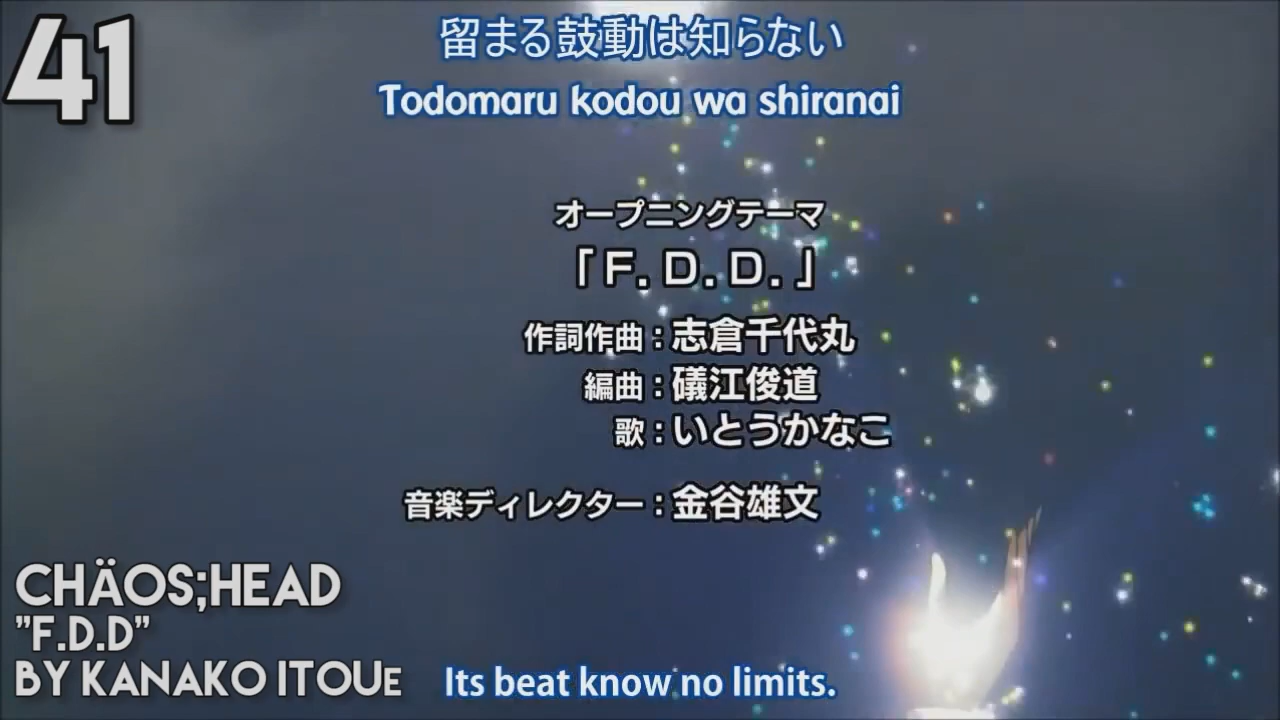 41
留まる鼓動は知らない
Todomaru kodou wa shiranai
オープニングテーマ
「F.D.D.」
作詞作曲：志倉千代丸
編曲：礒江俊道
歌：いとうかなこ
音楽ディレクター：金谷雄文
CHÄOS;HEAD
"F.D.D"
BY KANAKO ITOUE
Its beat know no limits.